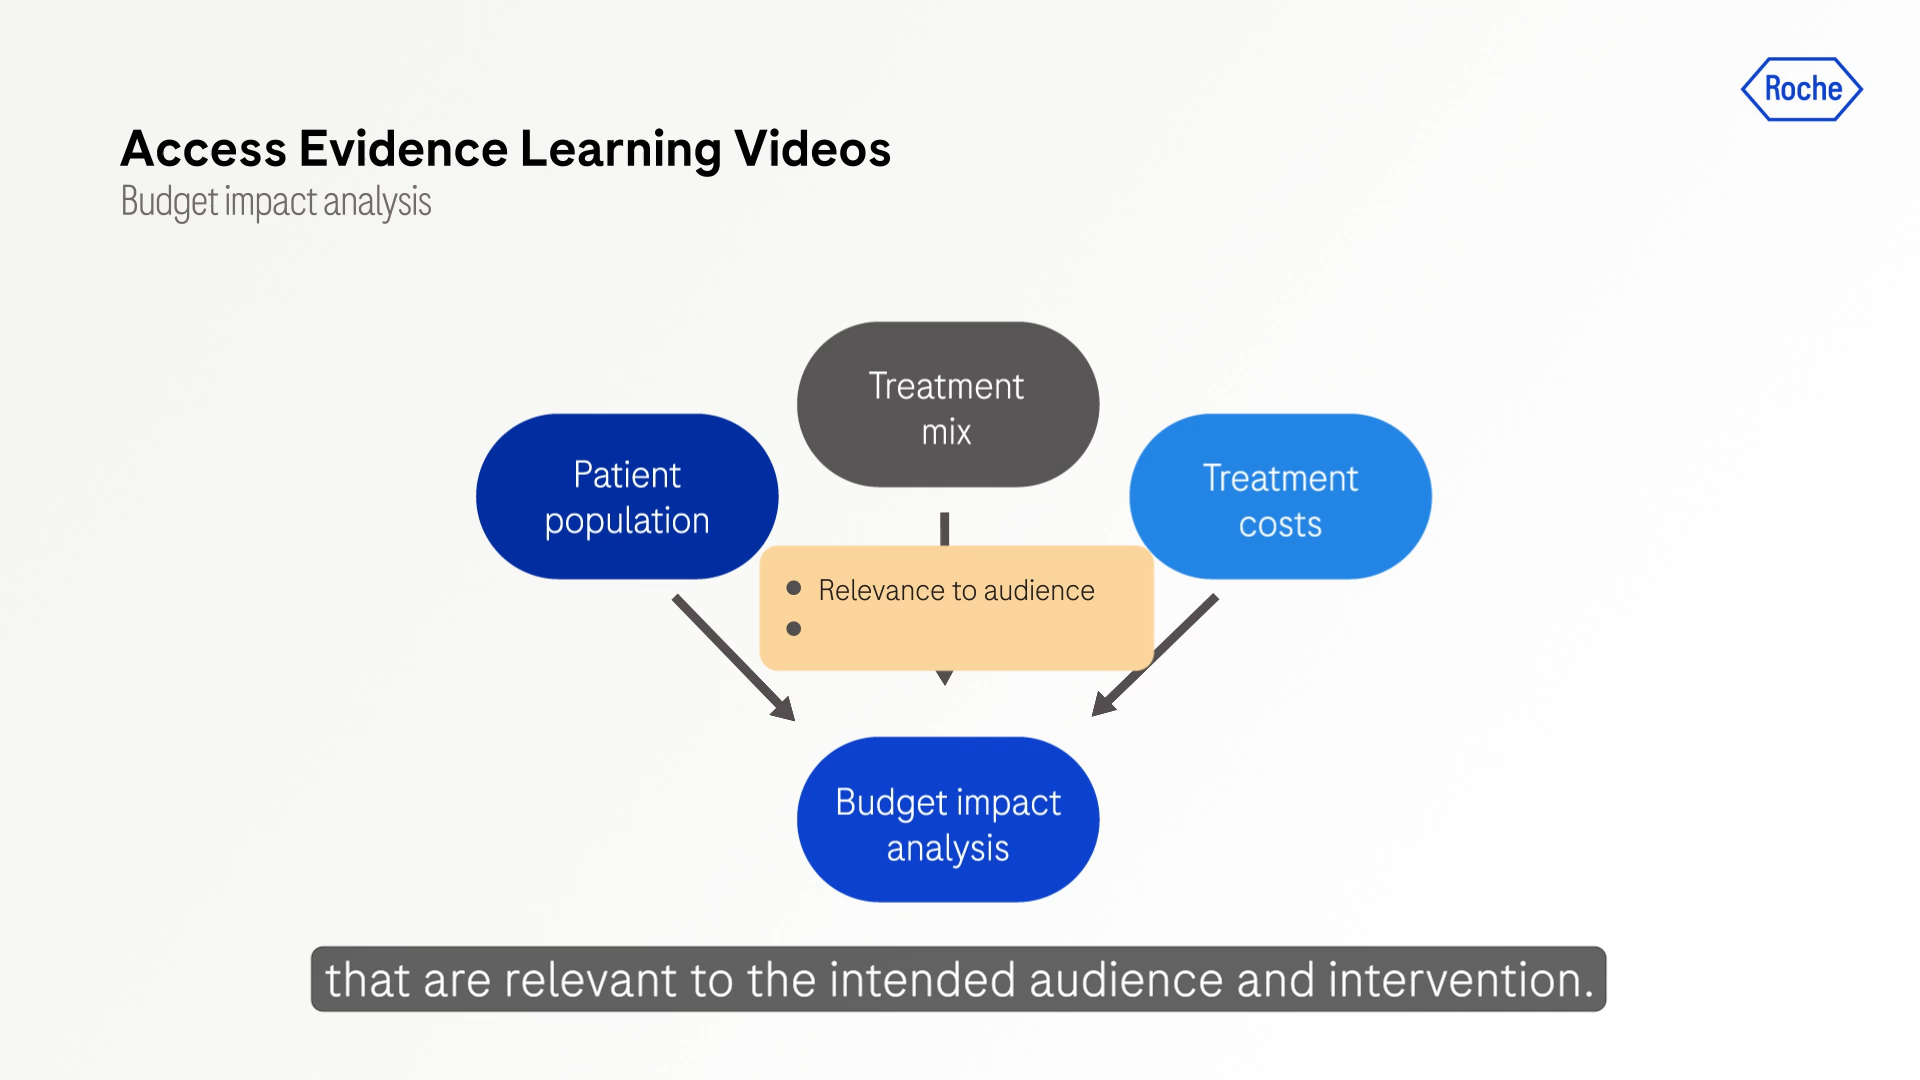 Roche
Access Evidence Learning Videos
Budget impact analysis
Treatment
mix
Patient
population
Treatment
costs
• Relevance to audience
•
Budget impact
analysis
that are relevant to the intended audience and intervention.